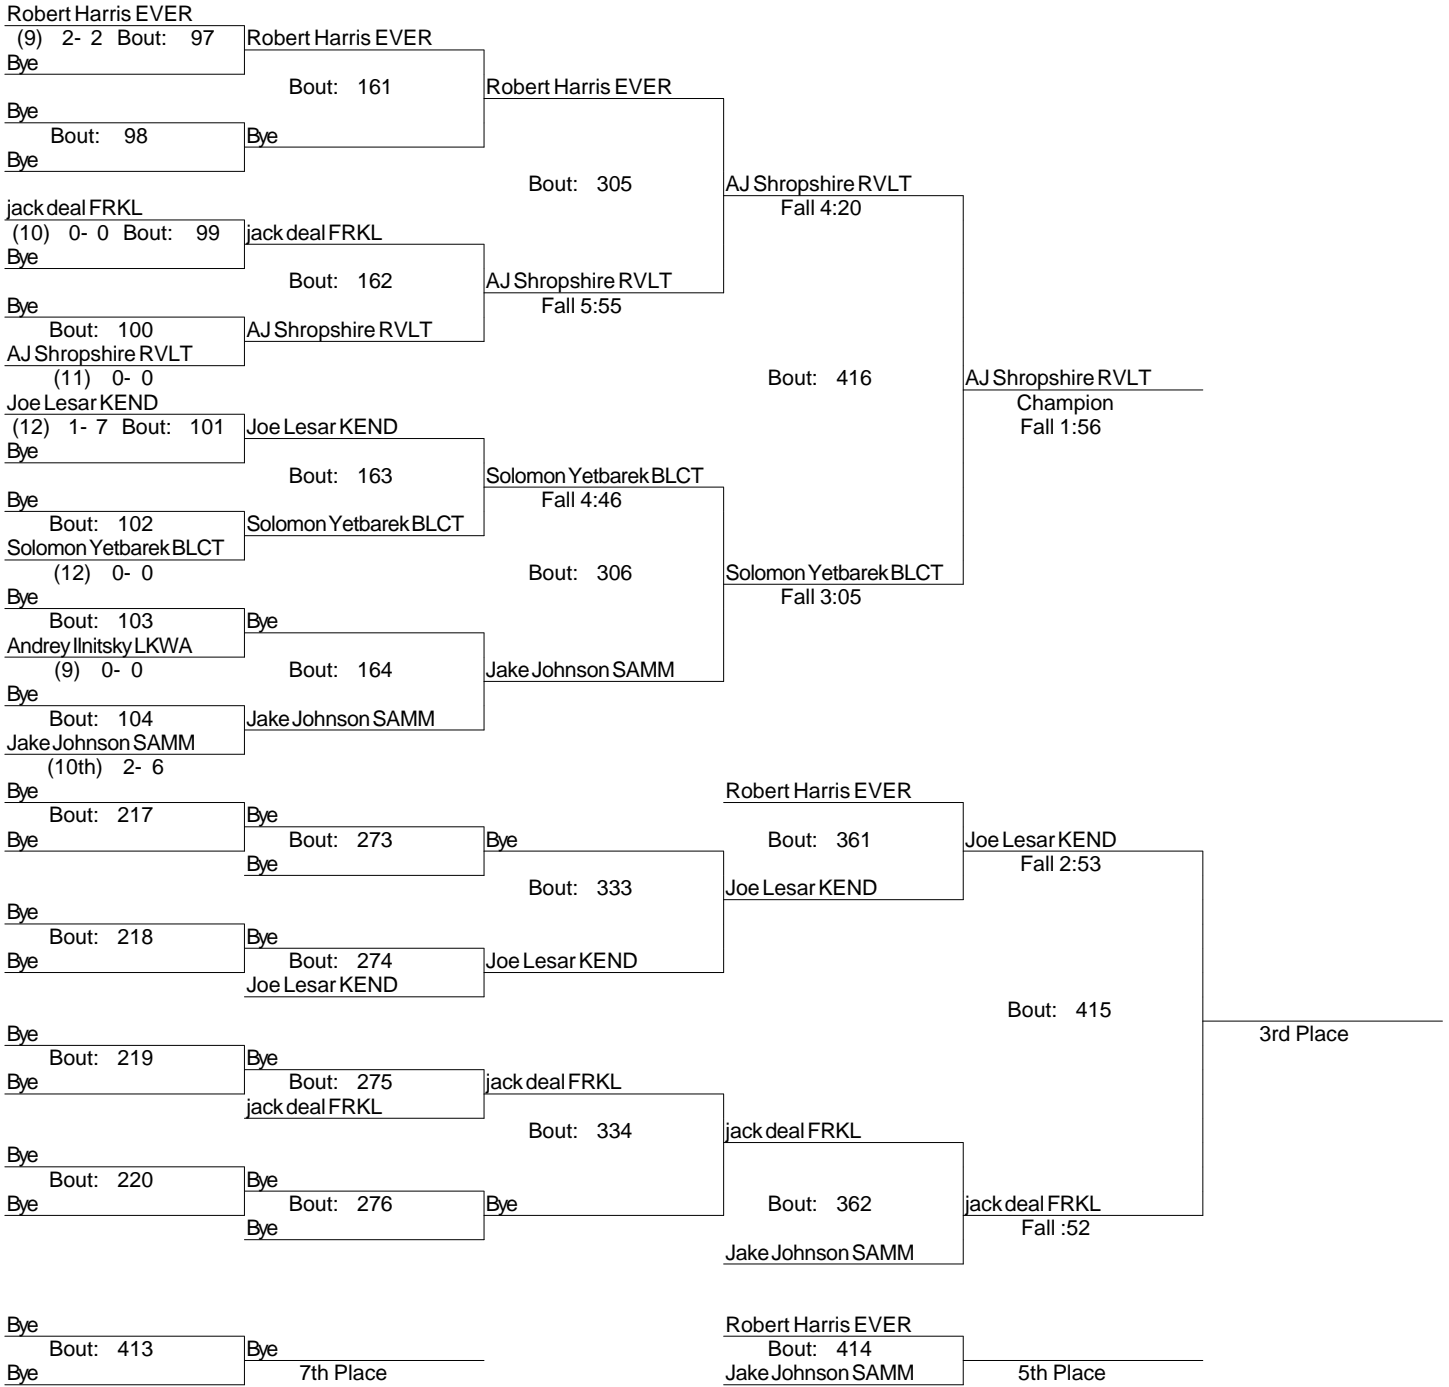 Robert Harris EVER
(9) 2- 2 Bout: 97 Robert Harris EVER
Bye
Bout: 161 Robert Harris EVER
Bye
Bout: 98 Bye
Bye
Bout: 305 AJ Shropshire RVLT
jack deal FRKL Fall 4:20
(10) 0- 0 Bout: 99 jack deal FRKL
Bye
Bout: 162 AJ Shropshire RVLT
Bye Fall 5:55
Bout: 100 AJ Shropshire RVLT
AJ Shropshire RVLT
(11) 0- 0 Bout: 416 AJ Shropshire RVLT
Joe Lesar KEND Champion
(12) 1- 7 Bout: 101 Joe Lesar KEND Fall 1:56
Bye
Bout: 163 Solomon Yetbarek BLCT
Bye Fall 4:46
Bout: 102 Solomon Yetbarek BLCT
Solomon Yetbarek BLCT
(12) 0- 0 Bout: 306 Solomon Yetbarek BLCT
Bye Fall 3:05
Bout: 103 Bye
Andrey Ilnitsky LKWA
(9) 0- 0 Bout: 164 Jake Johnson SAMM
Bye
Bout: 104 Jake Johnson SAMM
Jake Johnson SAMM
(10th) 2- 6
Bye Robert Harris EVER
Bout: 217 Bye
Bye Bout: 273 Bye Bout: 361 Joe Lesar KEND
Bye Fall 2:53
Bout: 333 Joe Lesar KEND
Bye
Bout: 218 Bye
Bye Bout: 274 Joe Lesar KEND
Joe Lesar KEND
Bout: 415
Bye 3rd Place
Bout: 219 Bye
Bye Bout: 275 jack deal FRKL
jack deal FRKL
Bout: 334 jack deal FRKL
Bye
Bout: 220 Bye
Bye Bout: 276 Bye Bout: 362 jack deal FRKL
Bye Fall :52
Jake Johnson SAMM
Bye Robert Harris EVER
Bout: 413 Bye Bout: 414
Bye 7th Place Jake Johnson SAMM 5th Place